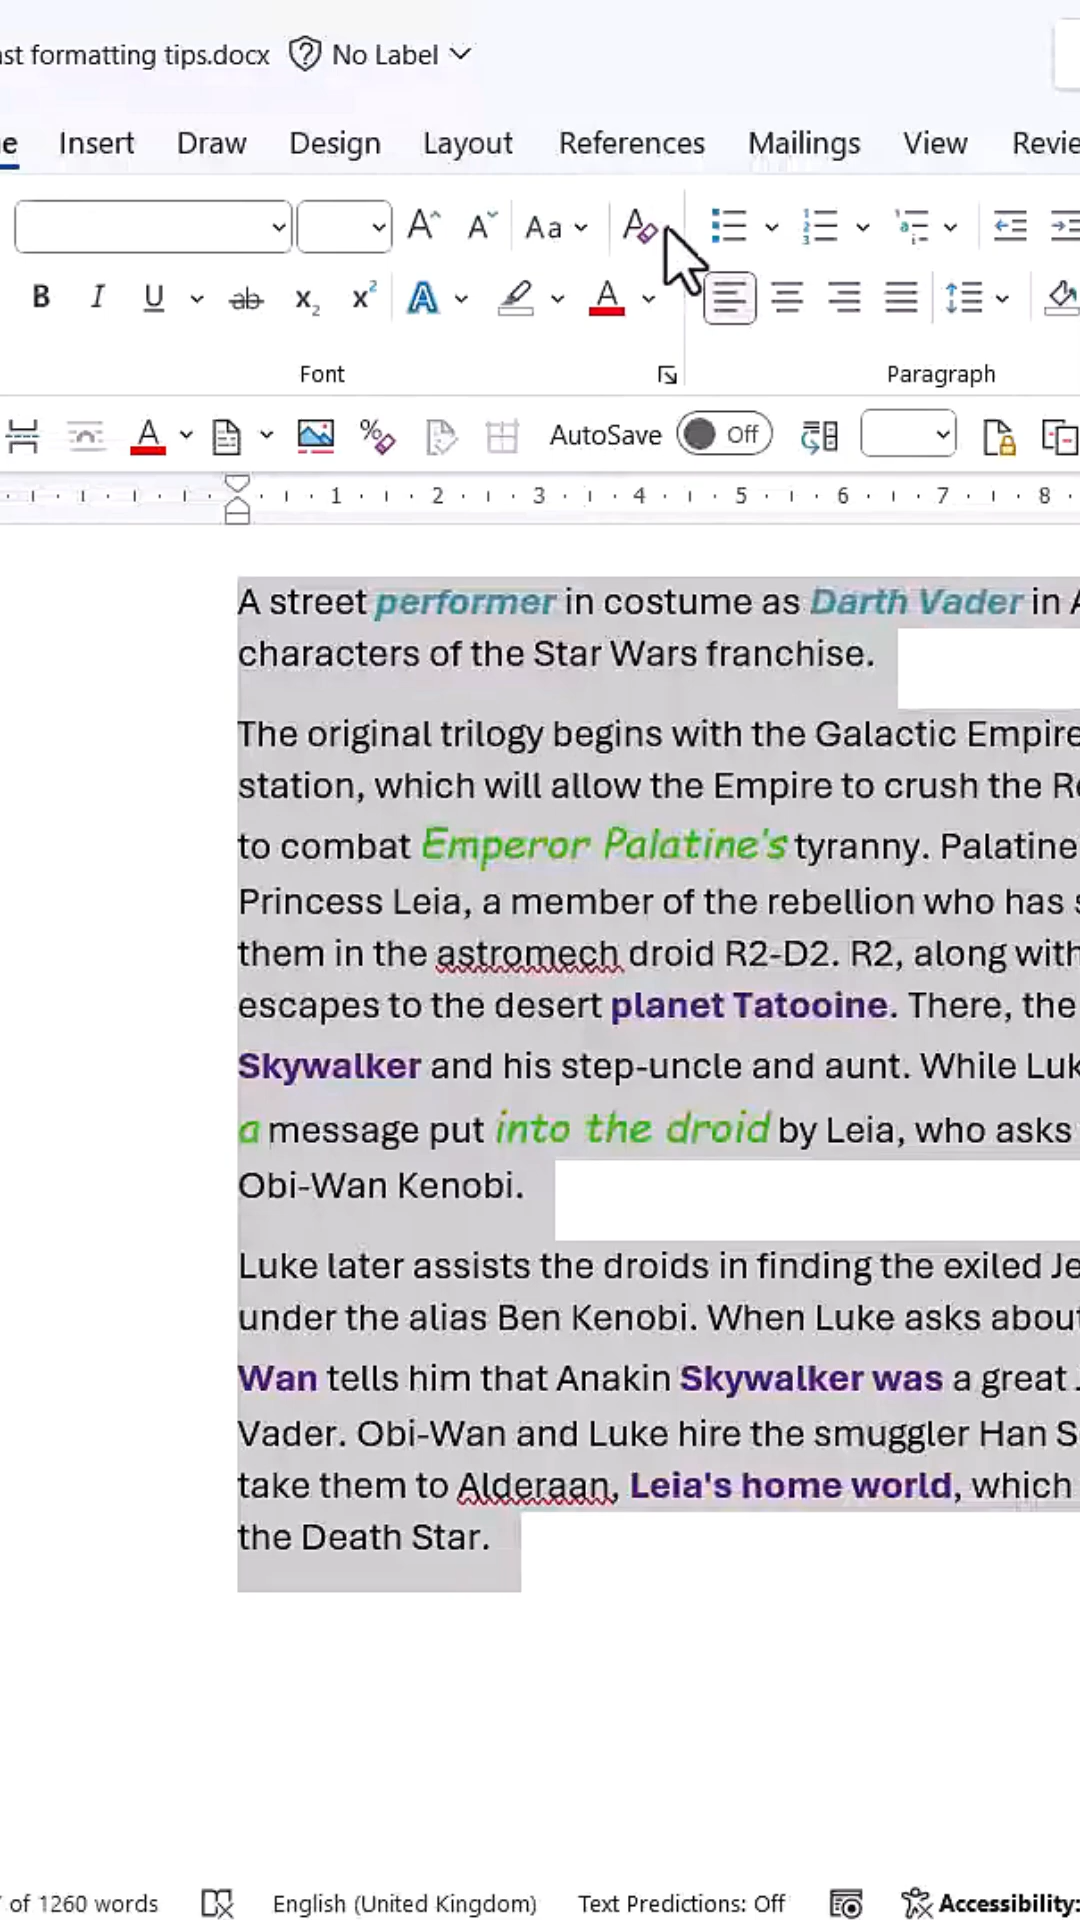 st formatting tips.docx No Label
Insert Draw Design Layout References Mailings View Revie
Aa
B I U ab x2 x2 A A
Font Paragraph
A % AutoSave Off
1 2 3 4 5 6 7 8
A street performer in costume as Darth Vader in A
characters of the Star Wars franchise.
The original trilogy begins with the Galactic Empire
station, which will allow the Empire to crush the Re
to combat Emperor Palatine's tyranny. Palatine
Princess Leia, a member of the rebellion who has s
them in the astromech droid R2-D2. R2, along with
escapes to the desert planet Tatooine. There, the
Skywalker and his step-uncle and aunt. While Luk
a message put into the droid by Leia, who asks
Obi-Wan Kenobi.
Luke later assists the droids in finding the exiled Je
under the alias Ben Kenobi. When Luke asks about
Wan tells him that Anakin Skywalker was a great
Vader. Obi-Wan and Luke hire the smuggler Han S
take them to Alderaan, Leia's home world, which
the Death Star.
of 1260 words English (United Kingdom) Text Predictions: Off Accessibility: